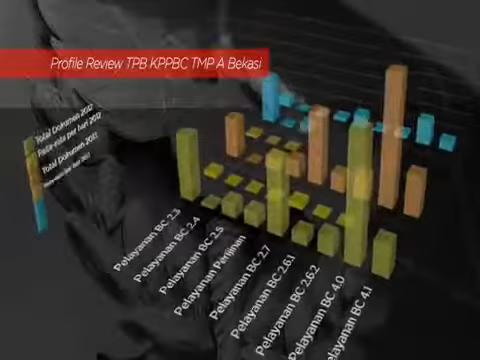 Profile Review TPB KPPBC TMP A Bekasi
Total Dokumen 2012
Rata-rata per hari 2012
Total Dokumen 2013
Pelayanan BC 2.3
Pelayanan BC 2.4
Pelayanan BC 2.5
Pelayanan Perijinan
Pelayanan BC 2.7
Pelayanan BC 2.6.1
Pelayanan BC 2.6.2
Pelayanan BC 4.0
Pelayanan BC 4.1